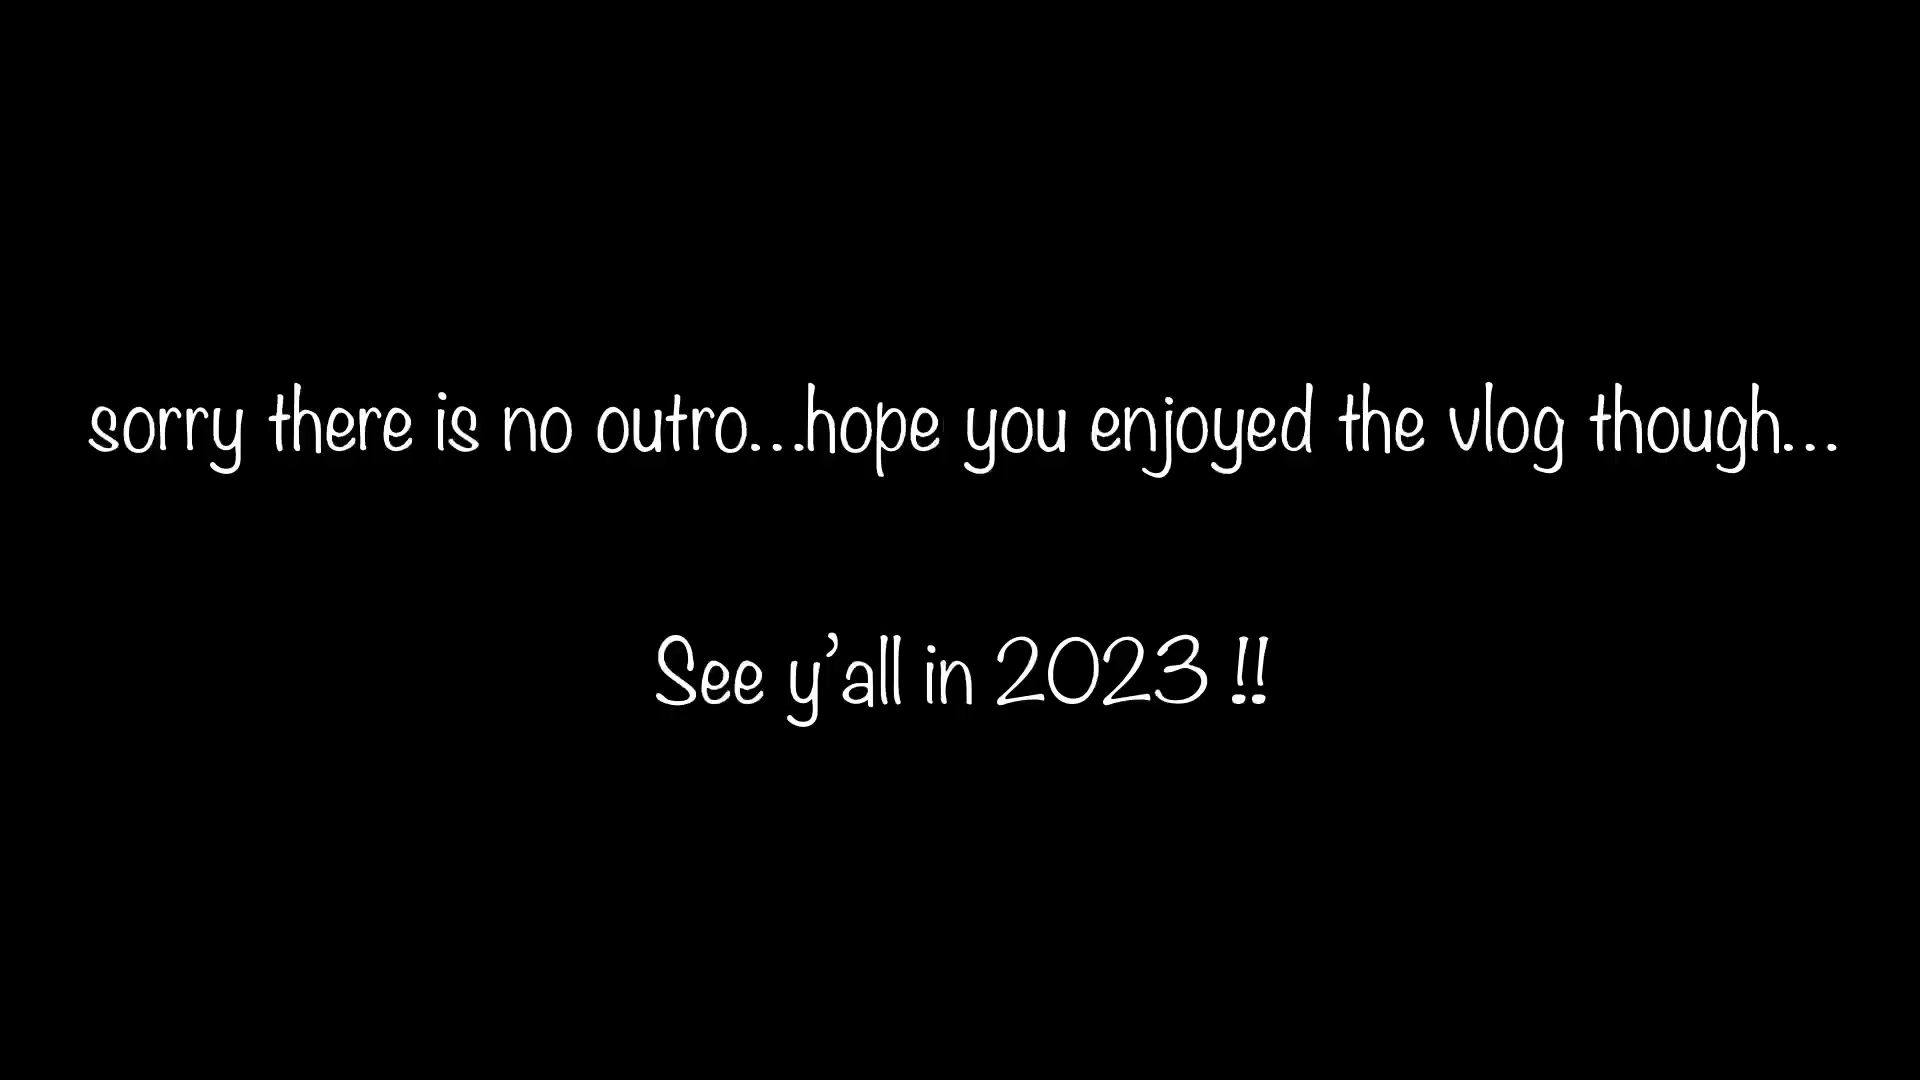 sorry there is no outro...hope you enjoyed the vlog though...
See y’all in 2023 !!